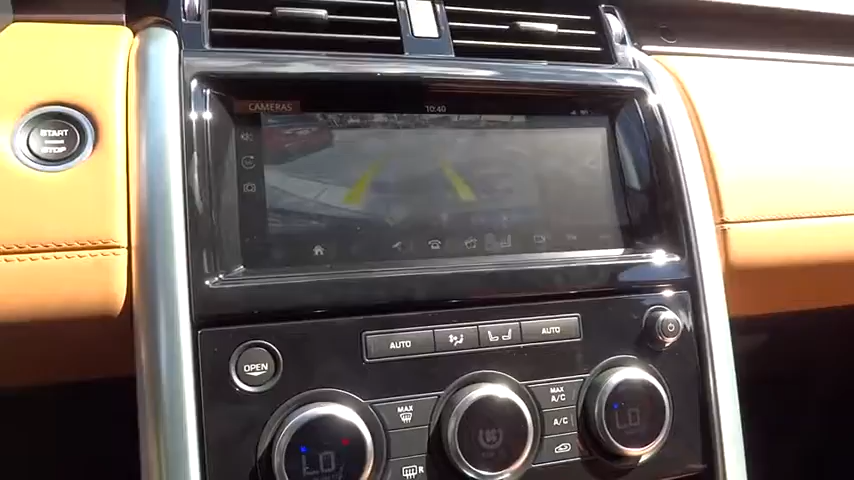 CAMERAS
10:40
START
STOP
AUTO
AUTO
OPEN
MAX
MAX
A/C
A/C
R
LO
LO